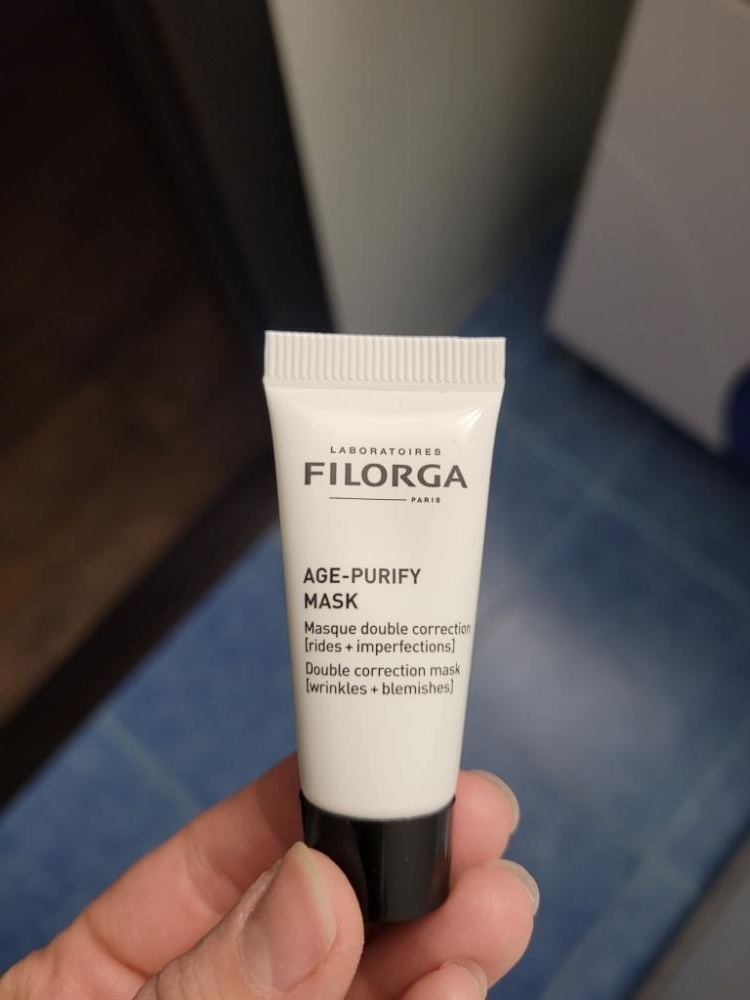 LABORATOIRES
FILORGA
PARIS
AGE-PURIFY
MASK
Masque double correction
[rides + imperfections]
Double correction mask
[wrinkles + blemishes]